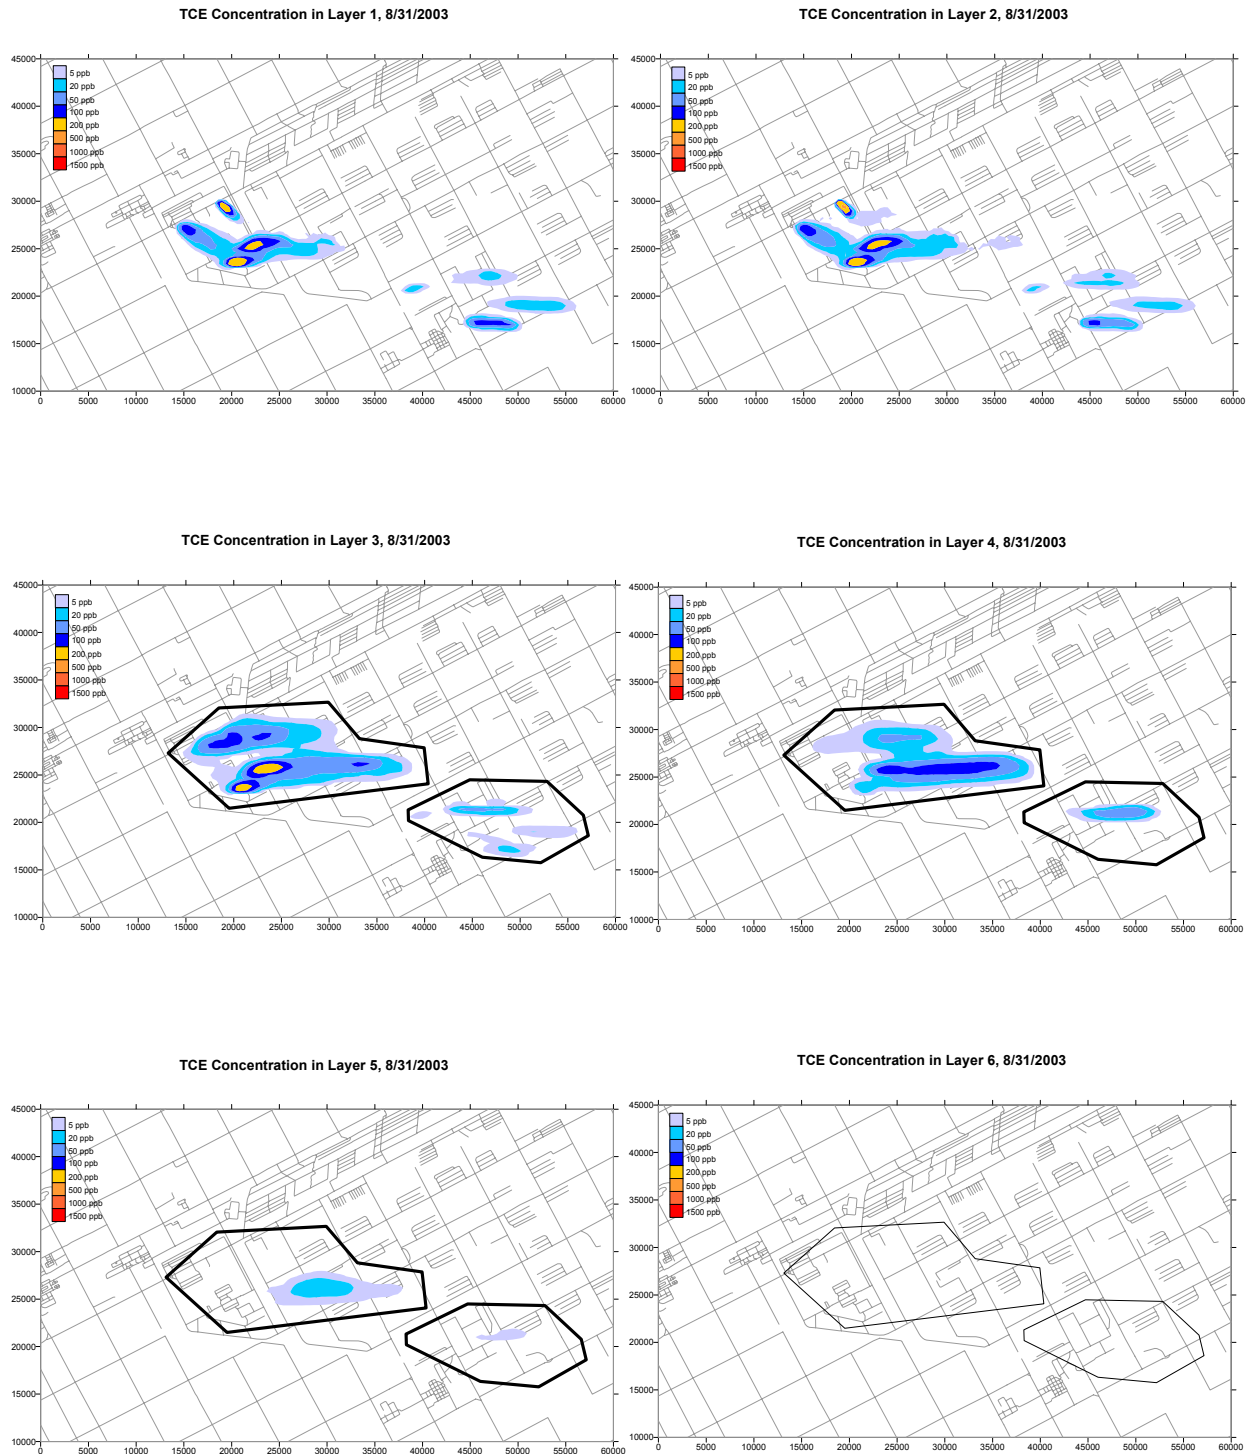 TCE Concentration in Layer 1, 8/31/2003
45000
40000
35000
30000
25000
20000
15000
10000
5 ppb
20 ppb
50 ppb
100 ppb
200 ppb
500 ppb
1000 ppb
1500 ppb
0 5000 10000 15000 20000 25000 30000 35000 40000 45000 50000 55000 60000
TCE Concentration in Layer 2, 8/31/2003
45000
40000
35000
30000
25000
20000
15000
10000
5 ppb
20 ppb
50 ppb
100 ppb
200 ppb
500 ppb
1000 ppb
1500 ppb
0 5000 10000 15000 20000 25000 30000 35000 40000 45000 50000 55000 60000
TCE Concentration in Layer 3, 8/31/2003
45000
40000
35000
30000
25000
20000
15000
10000
5 ppb
20 ppb
50 ppb
100 ppb
200 ppb
500 ppb
1000 ppb
1500 ppb
0 5000 10000 15000 20000 25000 30000 35000 40000 45000 50000 55000 60000
TCE Concentration in Layer 4, 8/31/2003
45000
40000
35000
30000
25000
20000
15000
10000
5 ppb
20 ppb
50 ppb
100 ppb
200 ppb
500 ppb
1000 ppb
1500 ppb
0 5000 10000 15000 20000 25000 30000 35000 40000 45000 50000 55000 60000
TCE Concentration in Layer 5, 8/31/2003
45000
40000
35000
30000
25000
20000
15000
10000
5 ppb
20 ppb
50 ppb
100 ppb
200 ppb
500 ppb
1000 ppb
1500 ppb
0 5000 10000 15000 20000 25000 30000 35000 40000 45000 50000 55000 60000
TCE Concentration in Layer 6, 8/31/2003
45000
40000
35000
30000
25000
20000
15000
10000
5 ppb
20 ppb
50 ppb
100 ppb
200 ppb
500 ppb
1000 ppb
1500 ppb
0 5000 10000 15000 20000 25000 30000 35000 40000 45000 50000 55000 60000